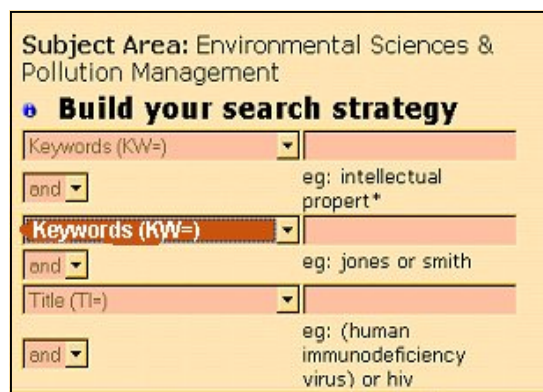 Subject Area: Environmental Sciences &
Pollution Management
Build your search strategy
Keywords (KW=)
and
eg: intellectual
propert*
Keywords (KW=)
and
eg: jones or smith
Title (TI=)
and
eg: (human
immunodeficiency
virus) or hiv